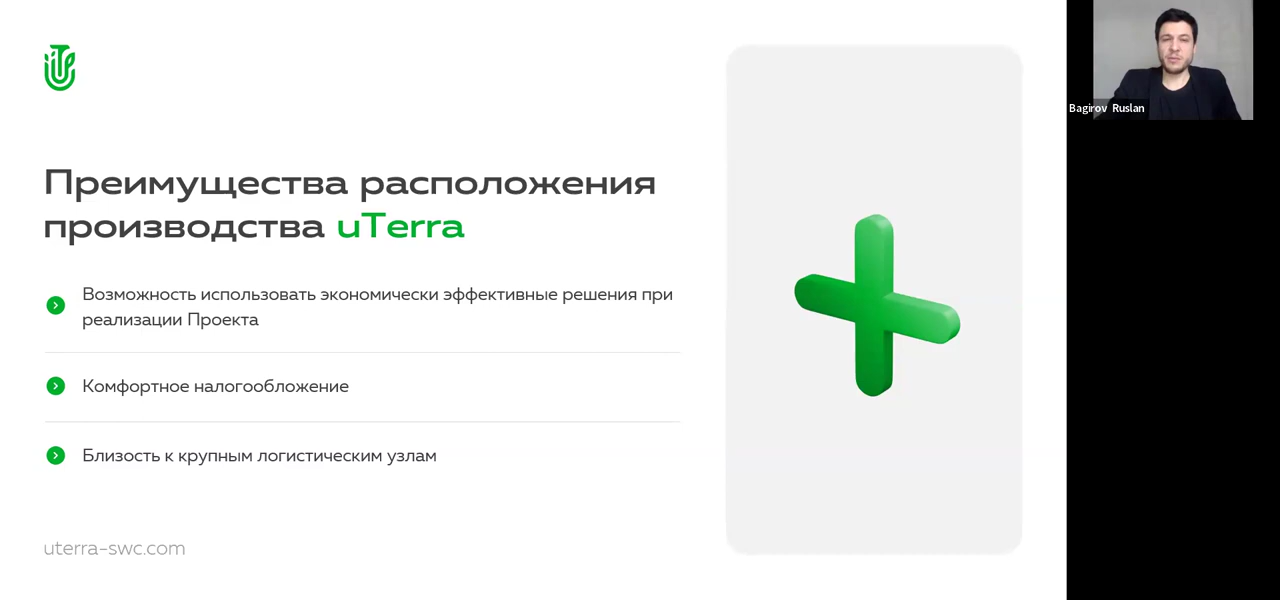 Преимущества расположения
производства uTerra
Возможность использовать экономически эффективные решения при
реализации Проекта
Комфортное налогообложение
Близость к крупным логистическим узлам
uterra-swc.com
Bagirov Ruslan